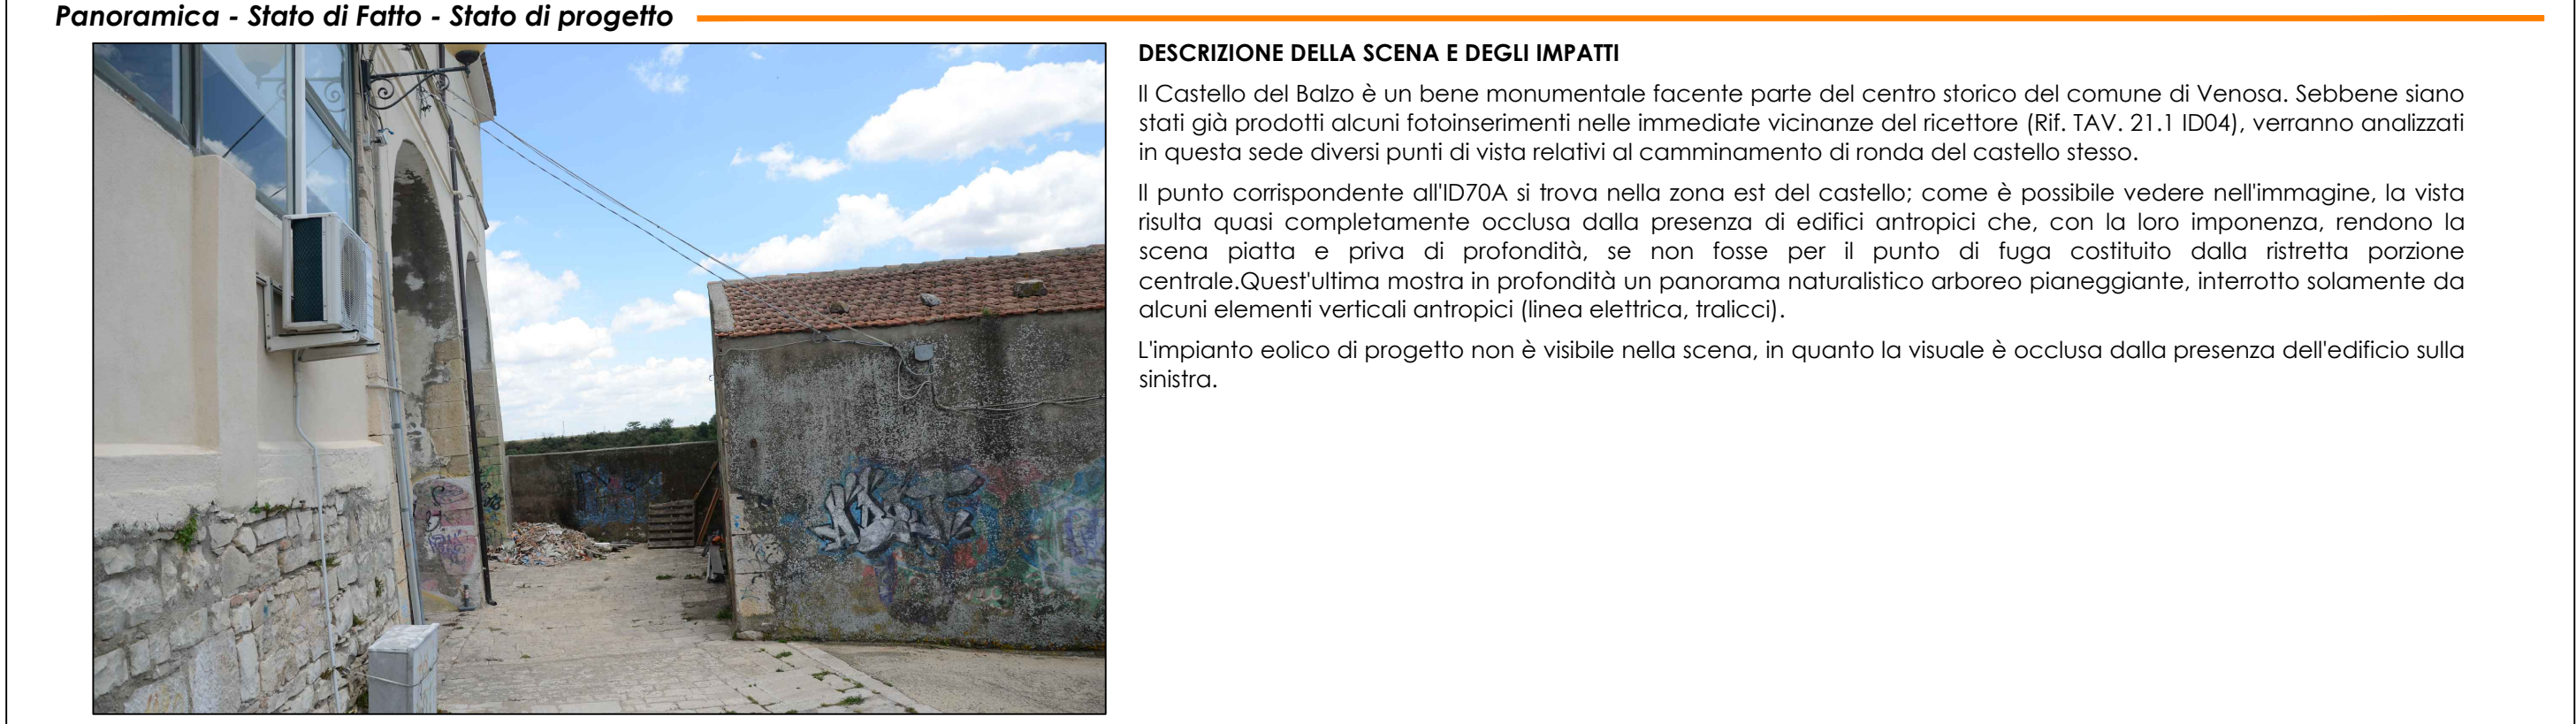 Panoramica - Stato di Fatto - Stato di progetto
DESCRIZIONE DELLA SCENA E DEGLI IMPATTI
Il Castello del Balzo è un bene monumentale facente parte del centro storico del comune di Venosa. Sebbene siano
stati già prodotti alcuni fotoinserimenti nelle immediate vicinanze del ricettore (Rif. TAV. 21.1 ID04), verranno analizzati
in questa sede diversi punti di vista relativi al camminamento di ronda del castello stesso.
Il punto corrispondente all'ID70A si trova nella zona est del castello; come è possibile vedere nell'immagine, la vista
risulta quasi completamente occlusa dalla presenza di edifici antropici che, con la loro imponenza, rendono la
scena piatta e priva di profondità, se non fosse per il punto di fuga costituito dalla ristretta porzione
centrale.Quest'ultima mostra in profondità un panorama naturalistico arboreo pianeggiante, interrotto solamente da
alcuni elementi verticali antropici (linea elettrica, tralicci).
L'impianto eolico di progetto non è visibile nella scena, in quanto la visuale è occlusa dalla presenza dell'edificio sulla
sinistra.